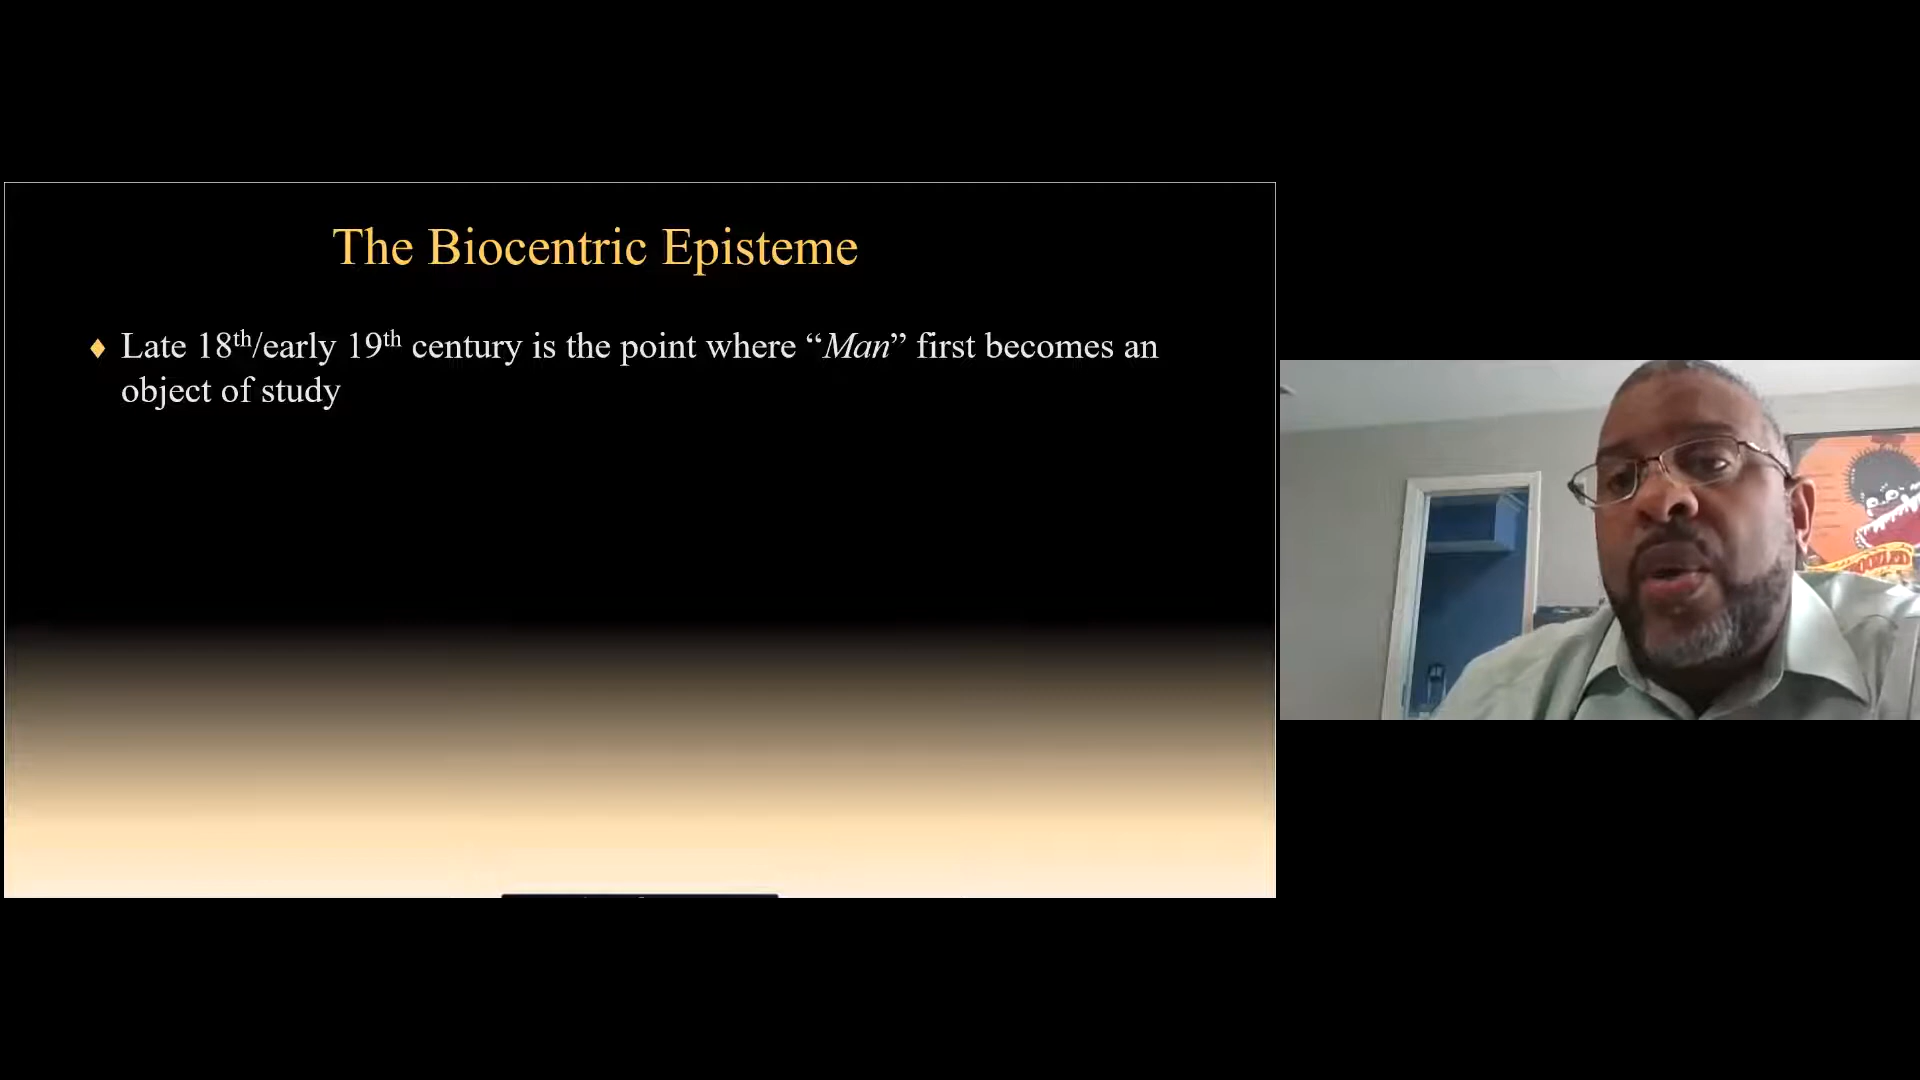 The Biocentric Episteme
♦ Late 18th/early 19th century is the point where “Man” first becomes an
object of study